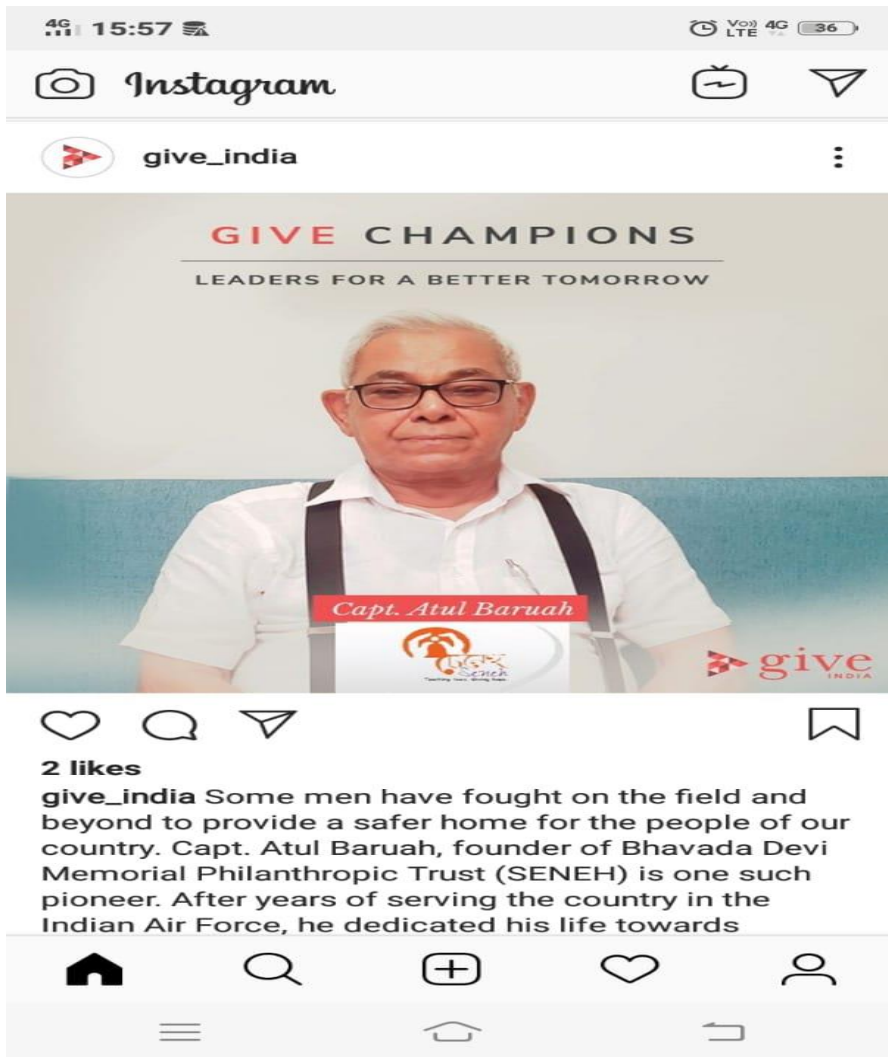 4G 15:57 Vo)) LTE 4G 36
Instagram
give_india
GIVE CHAMPIONS
LEADERS FOR A BETTER TOMORROW
Capt. Atul Baruah
Seneh
give
INDIA
2 likes
give_india Some men have fought on the field and
beyond to provide a safer home for the people of our
country. Capt. Atul Baruah, founder of Bhavada Devi
Memorial Philanthropic Trust (SENEH) is one such
pioneer. After years of serving the country in the
Indian Air Force, he dedicated his life towards